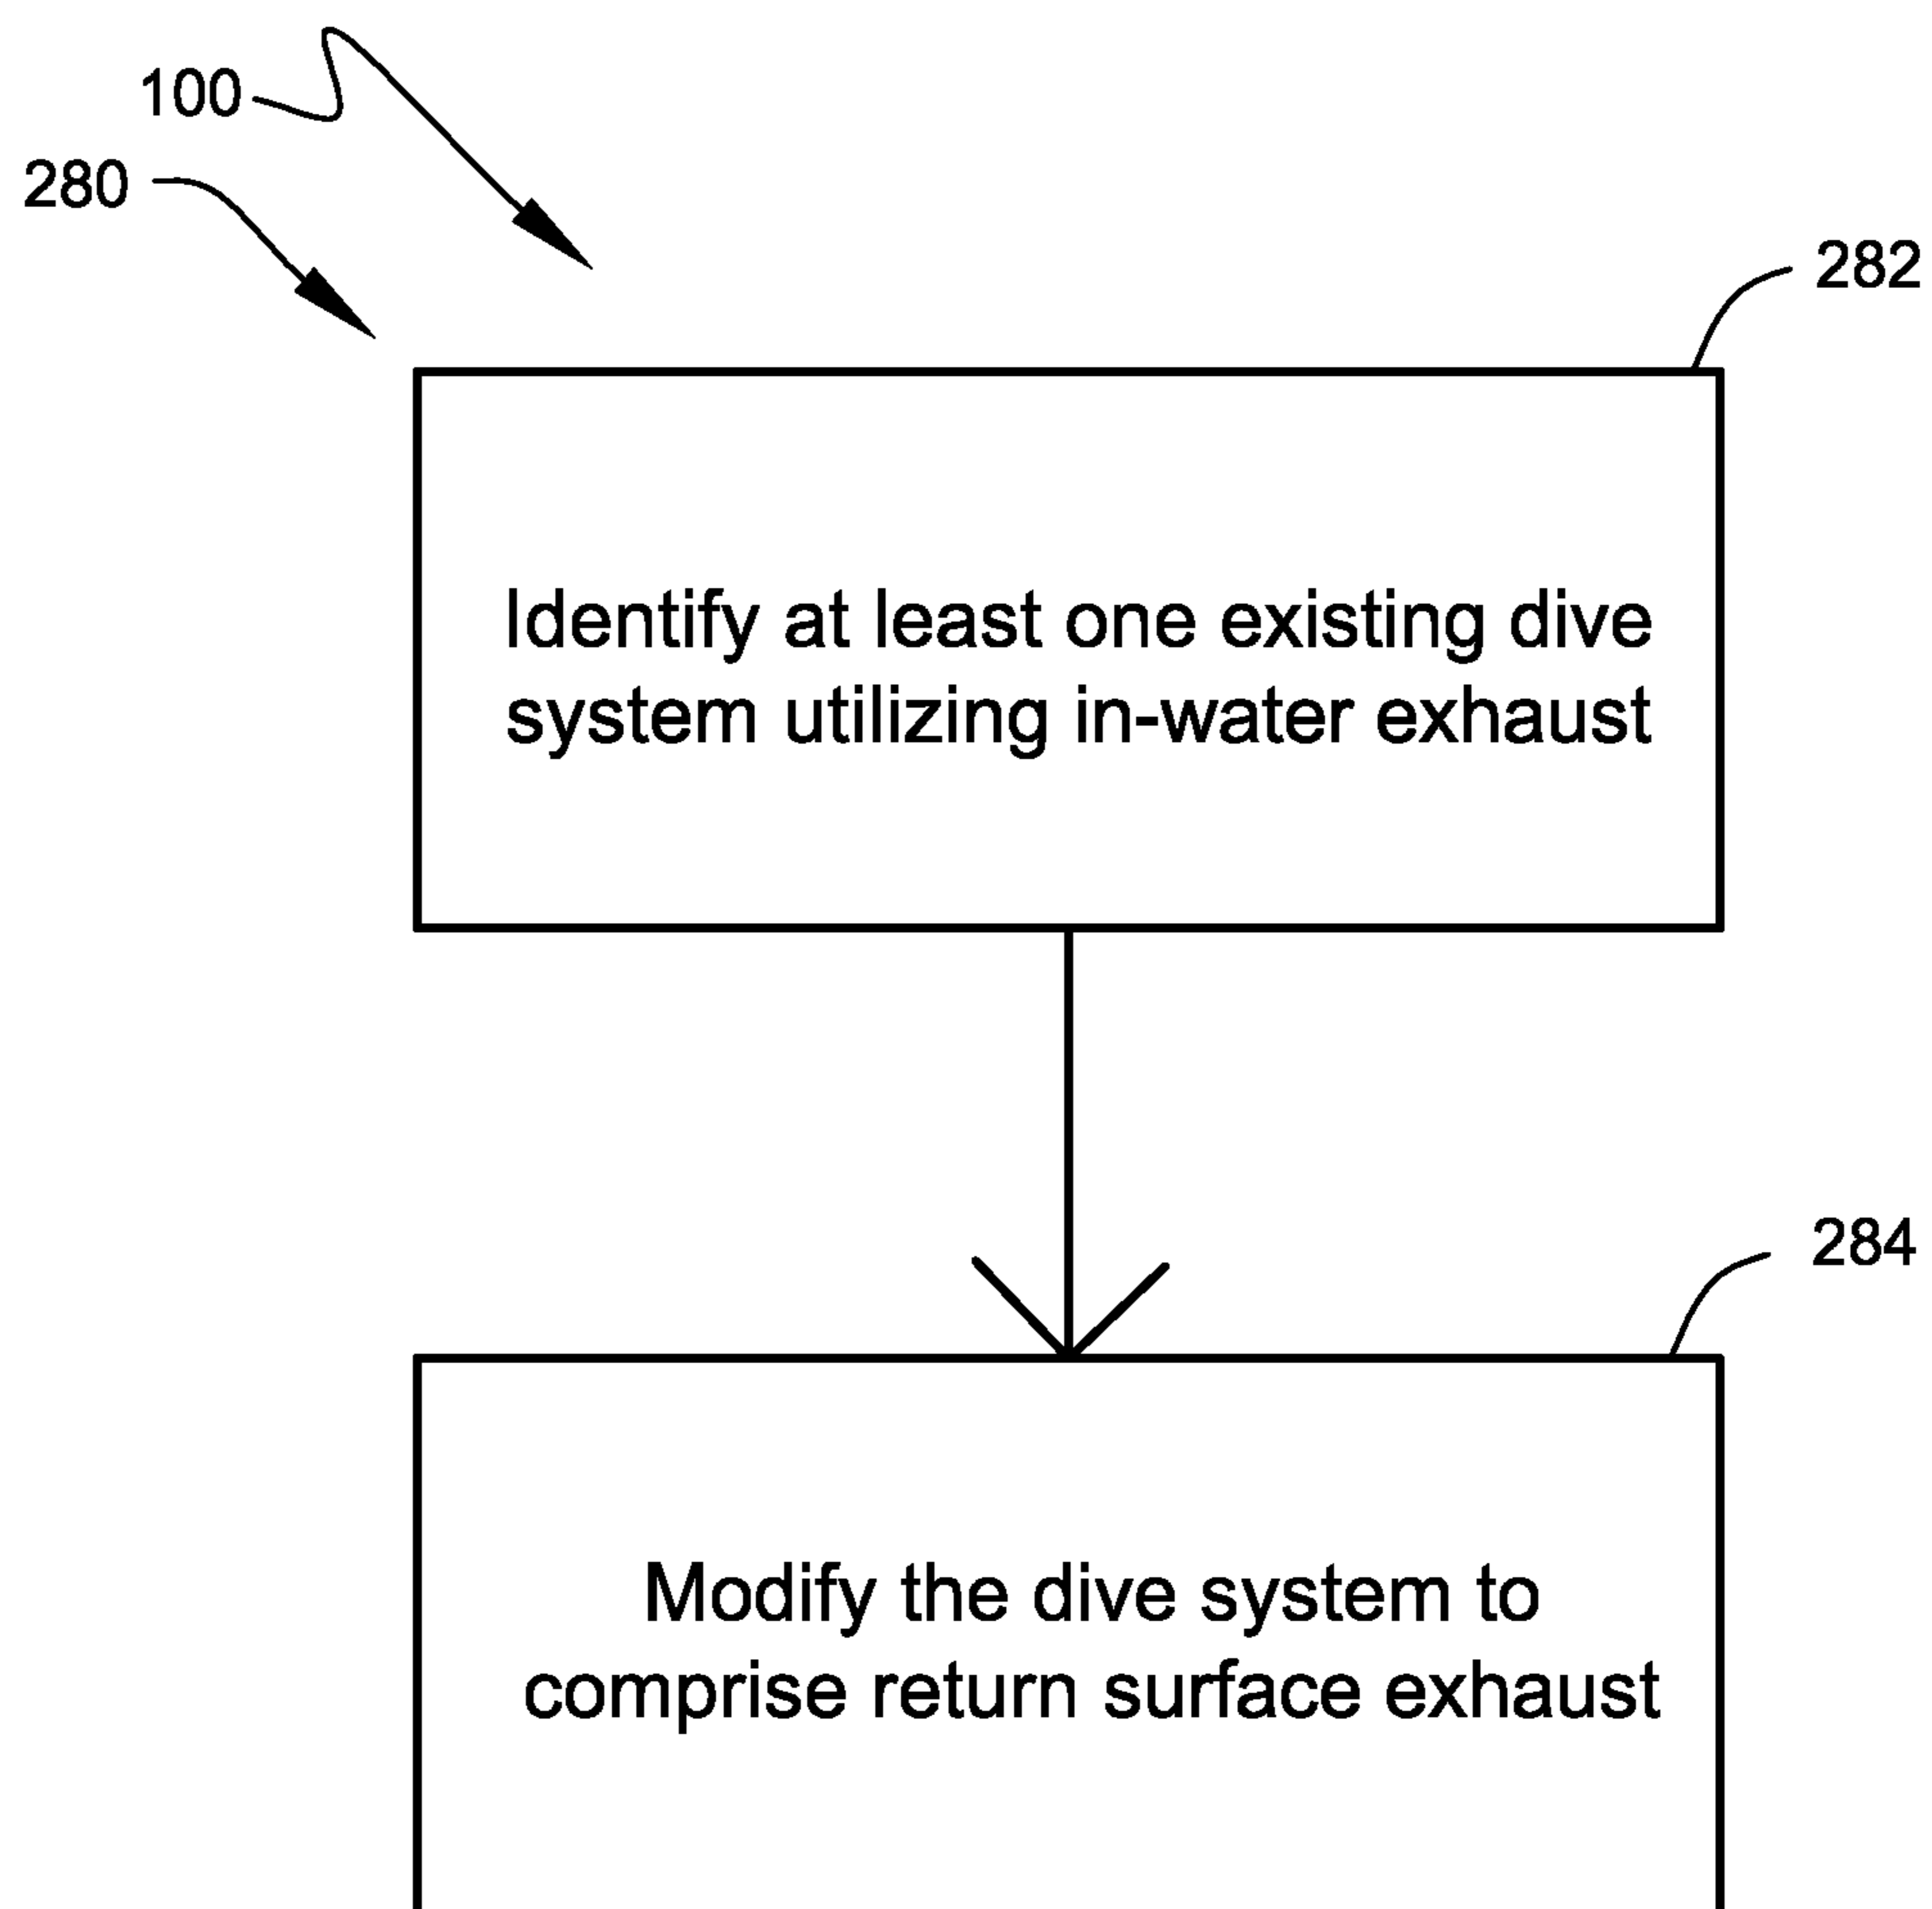 100
280
282
Identify at least one existing dive
system utilizing in-water exhaust
284
Modify the dive system to
comprise return surface exhaust